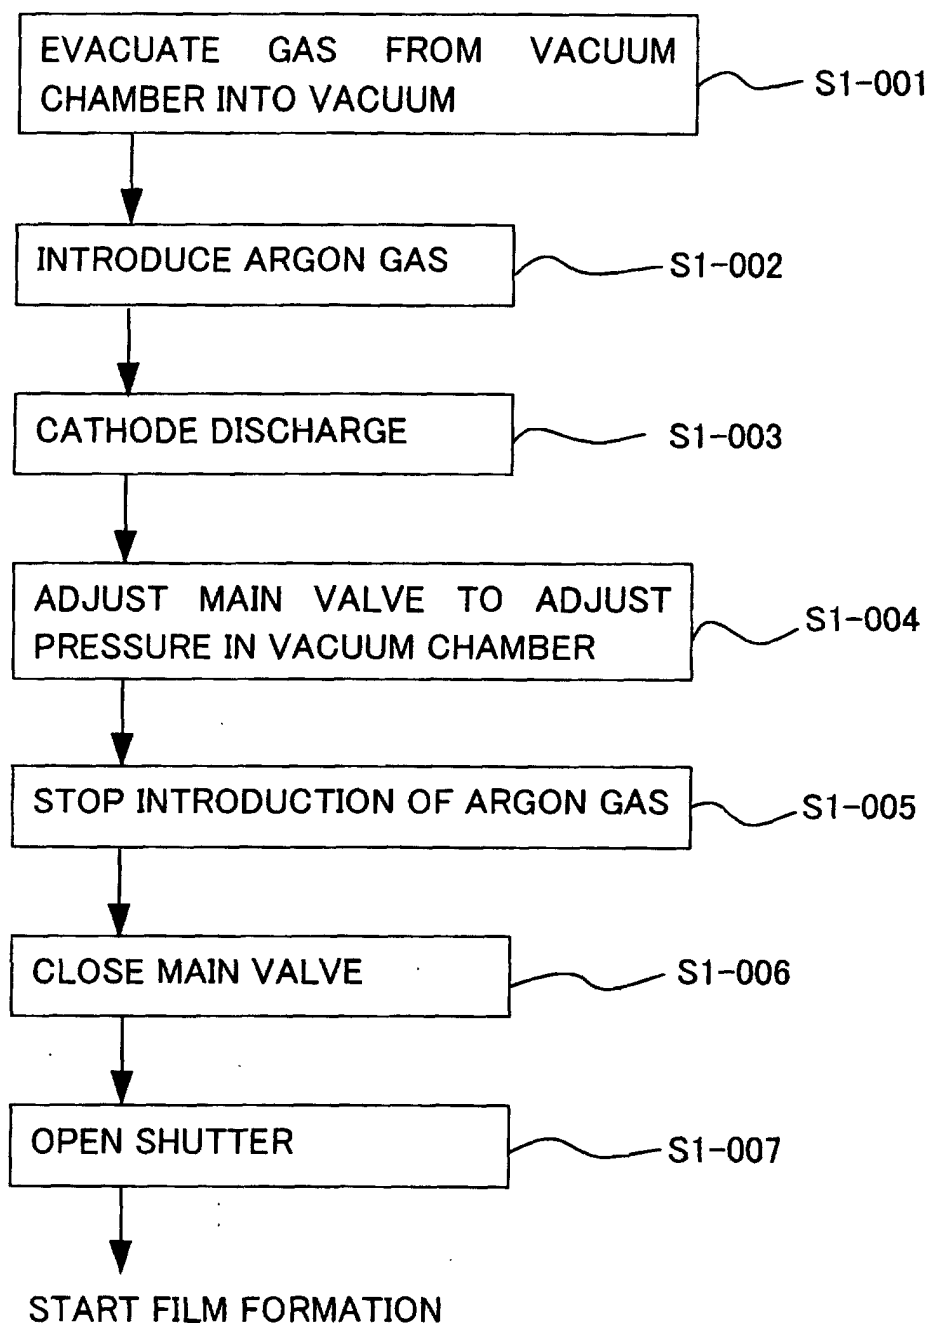 EVACUATE GAS FROM VACUUM
CHAMBER INTO VACUUM
S1-001
INTRODUCE ARGON GAS
S1-002
CATHODE DISCHARGE
S1-003
ADJUST MAIN VALVE TO ADJUST
PRESSURE IN VACUUM CHAMBER
S1-004
STOP INTRODUCTION OF ARGON GAS
S1-005
CLOSE MAIN VALVE
S1-006
OPEN SHUTTER
S1-007
START FILM FORMATION